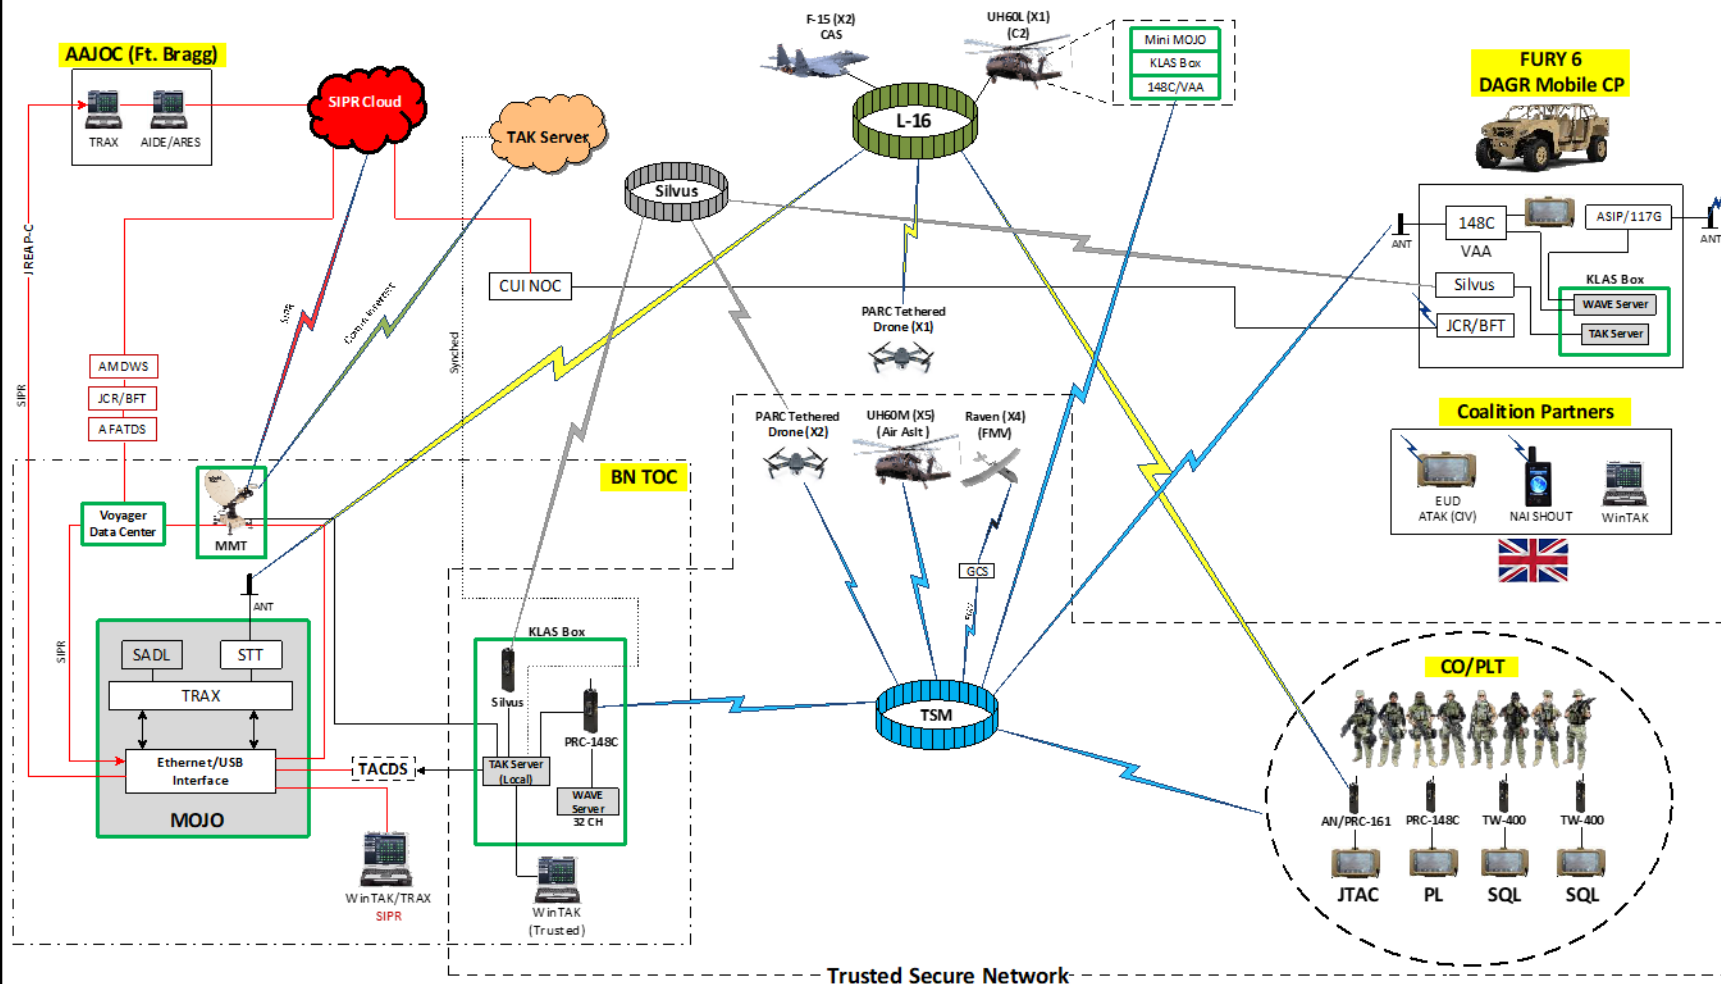 F-15 (X2)
CAS
UH60L (X1)
(C2)
Mini MOJO
KLAS Box
148C/VAA
AAJOC (Ft. Bragg)
TRAX
AIDE/ARES
SIPR Cloud
TAK Server
L-16
Silvus
FURY 6
DAGR Mobile CP
148C
VAA
ASIP/117G
ANT
ANT
Silvus
JCR/BFT
KLAS Box
WAVE Server
TAK Server
JREAP-C
SIPR
CUI NOC
SIPR
Comm Internet
Synched
PARC Tethered
Drone (X1)
AMDWS
JCR/BFT
AFATDS
PARC Tethered
Drone (X2)
UH60M (X5)
(Air Aslt)
Raven (X4)
(FMV)
Coalition Partners
EUD
ATAK (CIV)
NAI SHOUT
WinTAK
BN TOC
Voyager
Data Center
MMT
ANT
GCS
SIPR
SADL
STT
TRAX
Ethernet/USB
Interface
MOJO
TACDS
WinTAK/TRAX
SIPR
KLAS Box
Silvus
PRC-148C
TAK Server
(Local)
WAVE
Server
32 CH
WinTAK
(Trusted)
TSM
CO/PLT
AN/PRC-161
PRC-148C
TW-400
TW-400
JTAC
PL
SQL
SQL
Trusted Secure Network